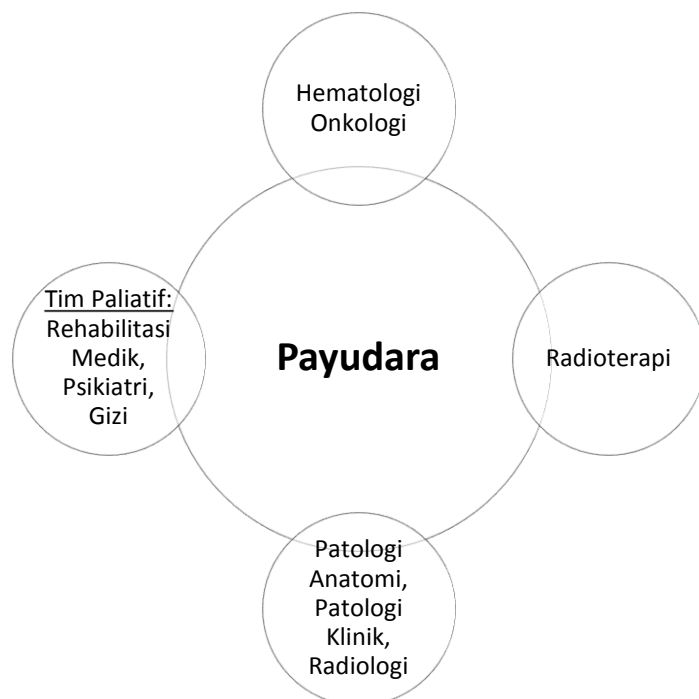 Hematologi
Onkologi
Tim Paliatif:
Rehabilitasi
Medik,
Psikiatri,
Gizi
Payudara
Radioterapi
Patologi
Anatomi,
Patologi
Klinik,
Radiologi